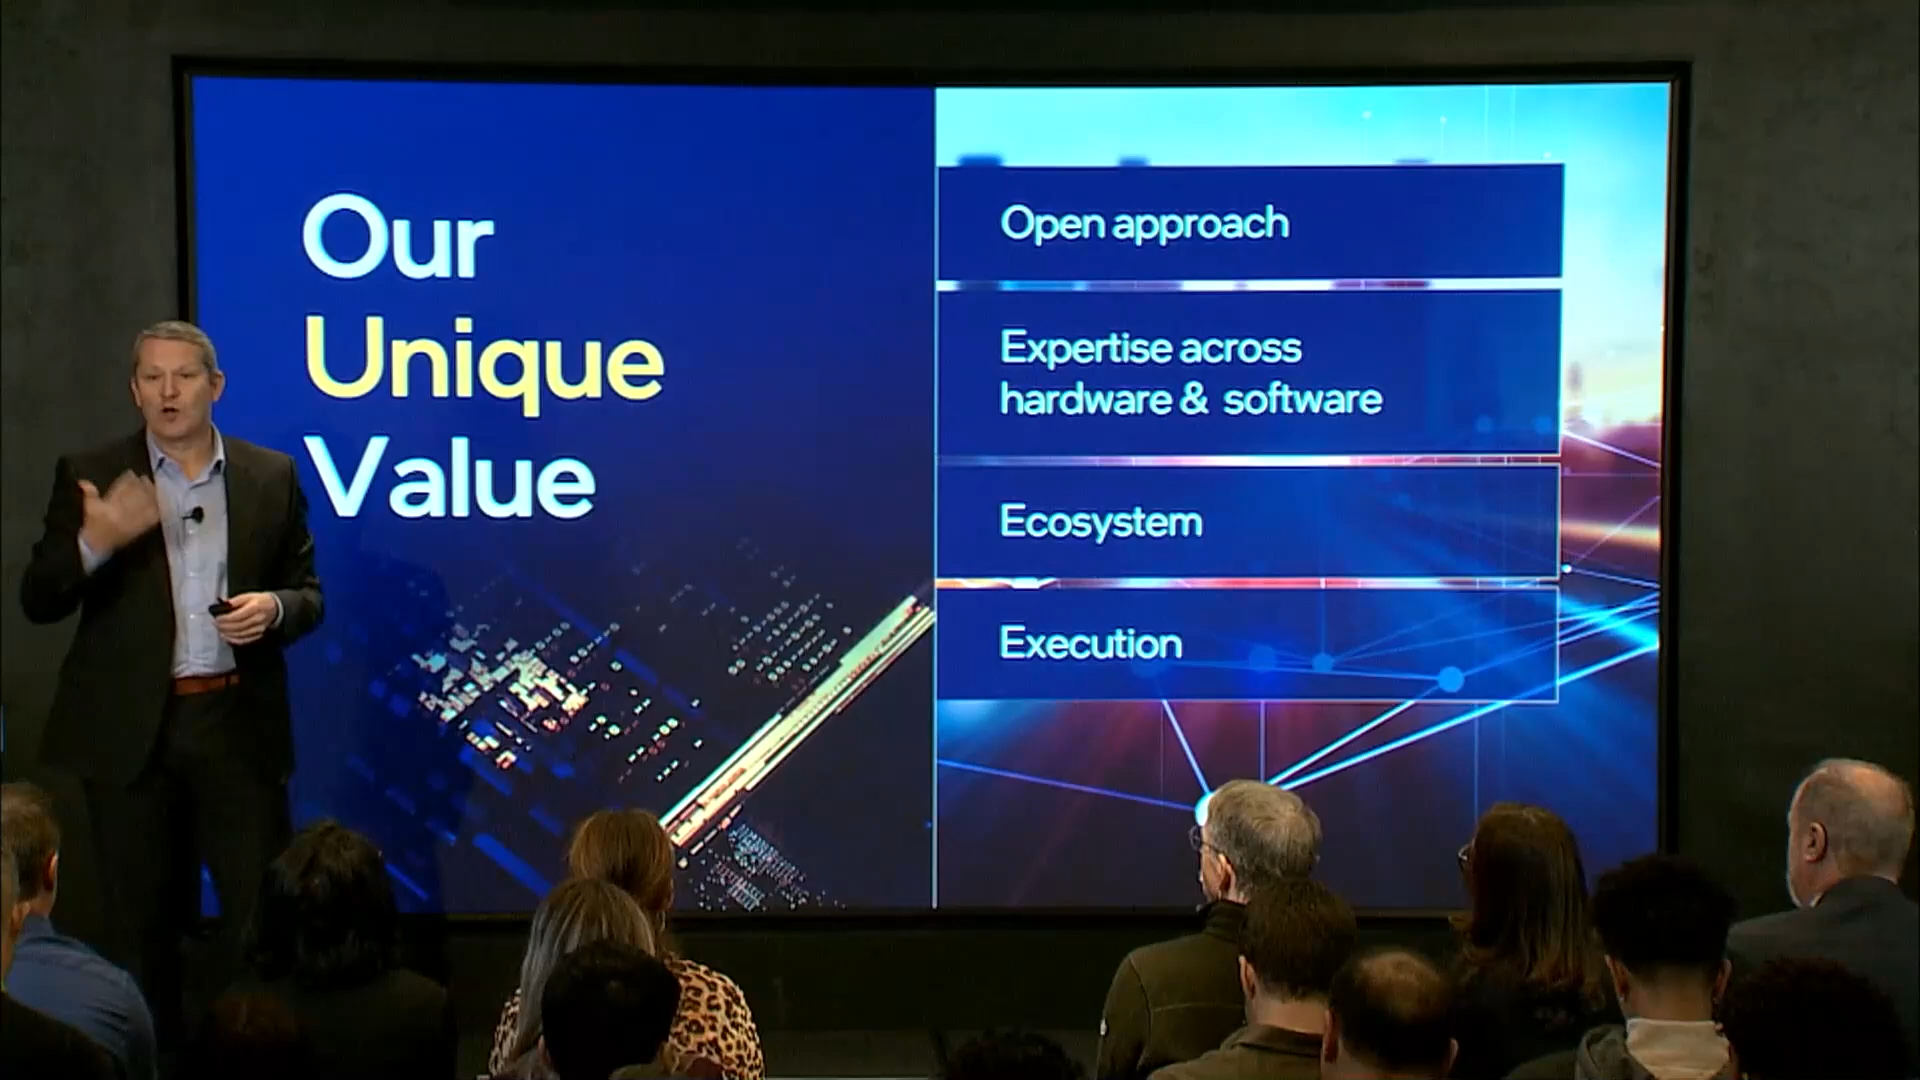 Our
Unique
Value
Open approach
Expertise across
hardware & software
Ecosystem
Execution